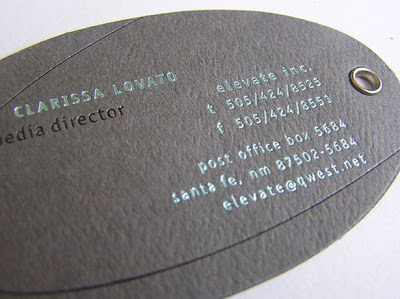 CLARISSA LOVATO
media director
elevate inc.
t 505/424/8525
f 505/424/8551
post office box 5684
santa fe, nm 87502-5684
elevate@qwest.net